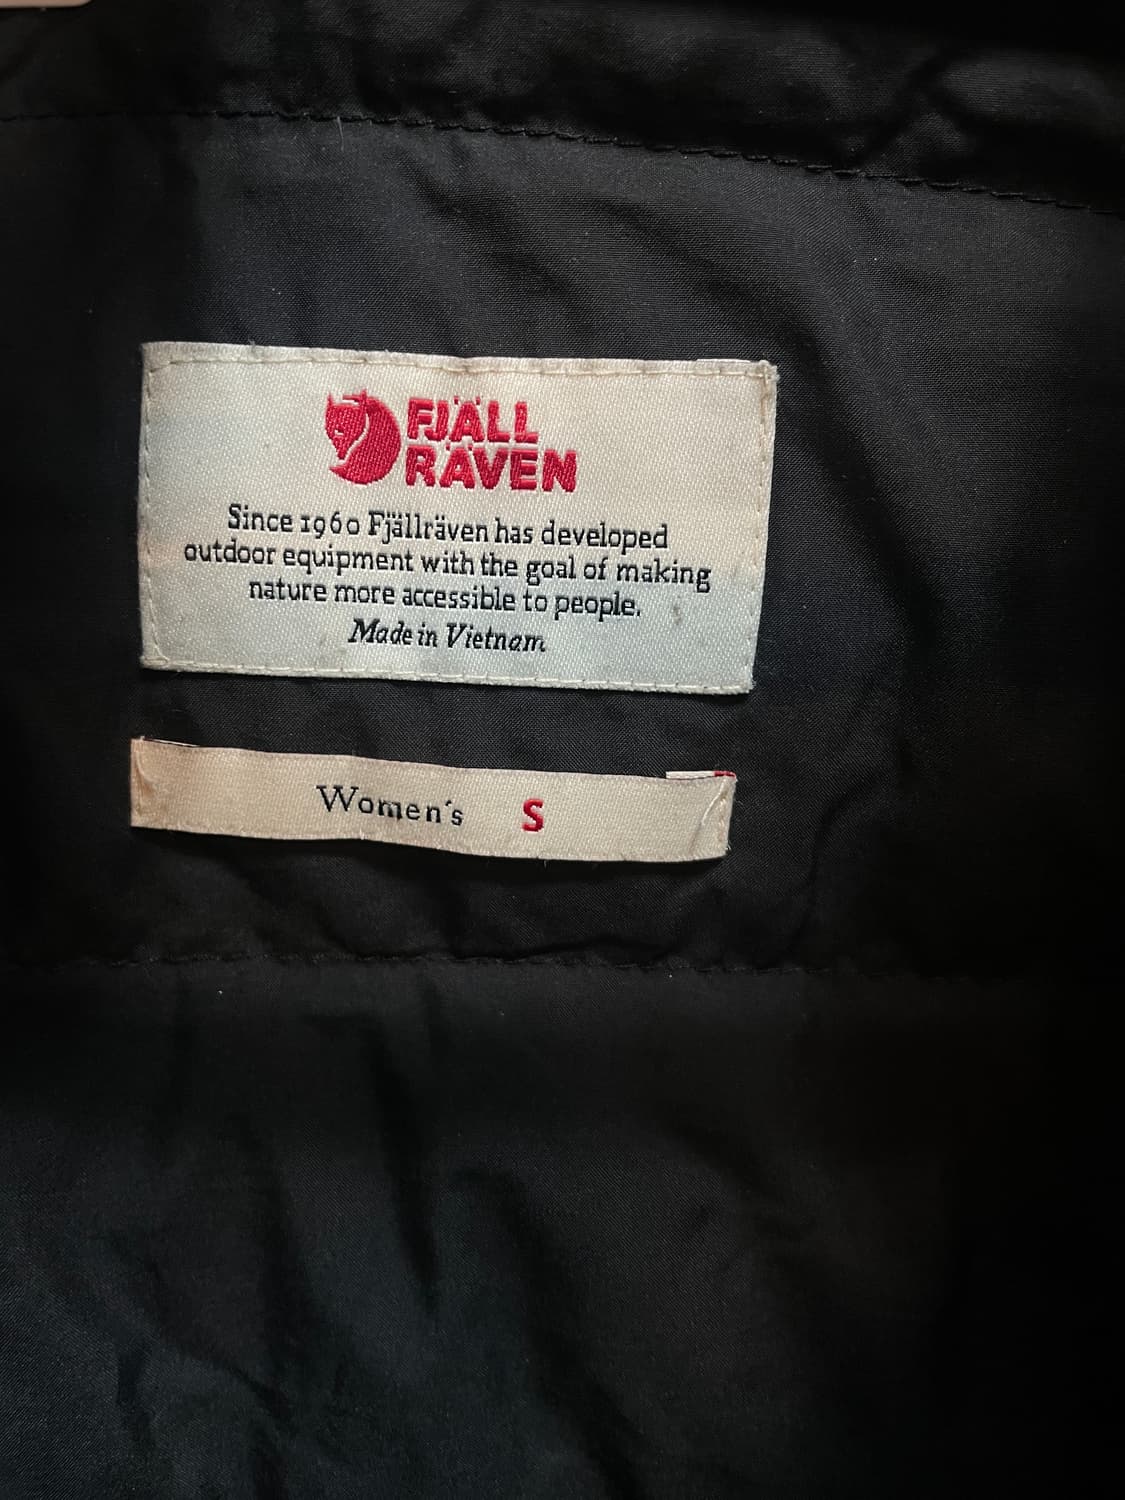 FJÄLL
RÄVEN
Since 1960 Fjällräven has developed
outdoor equipment with the goal of making
nature more accessible to people.
Made in Vietnam
Women´s S